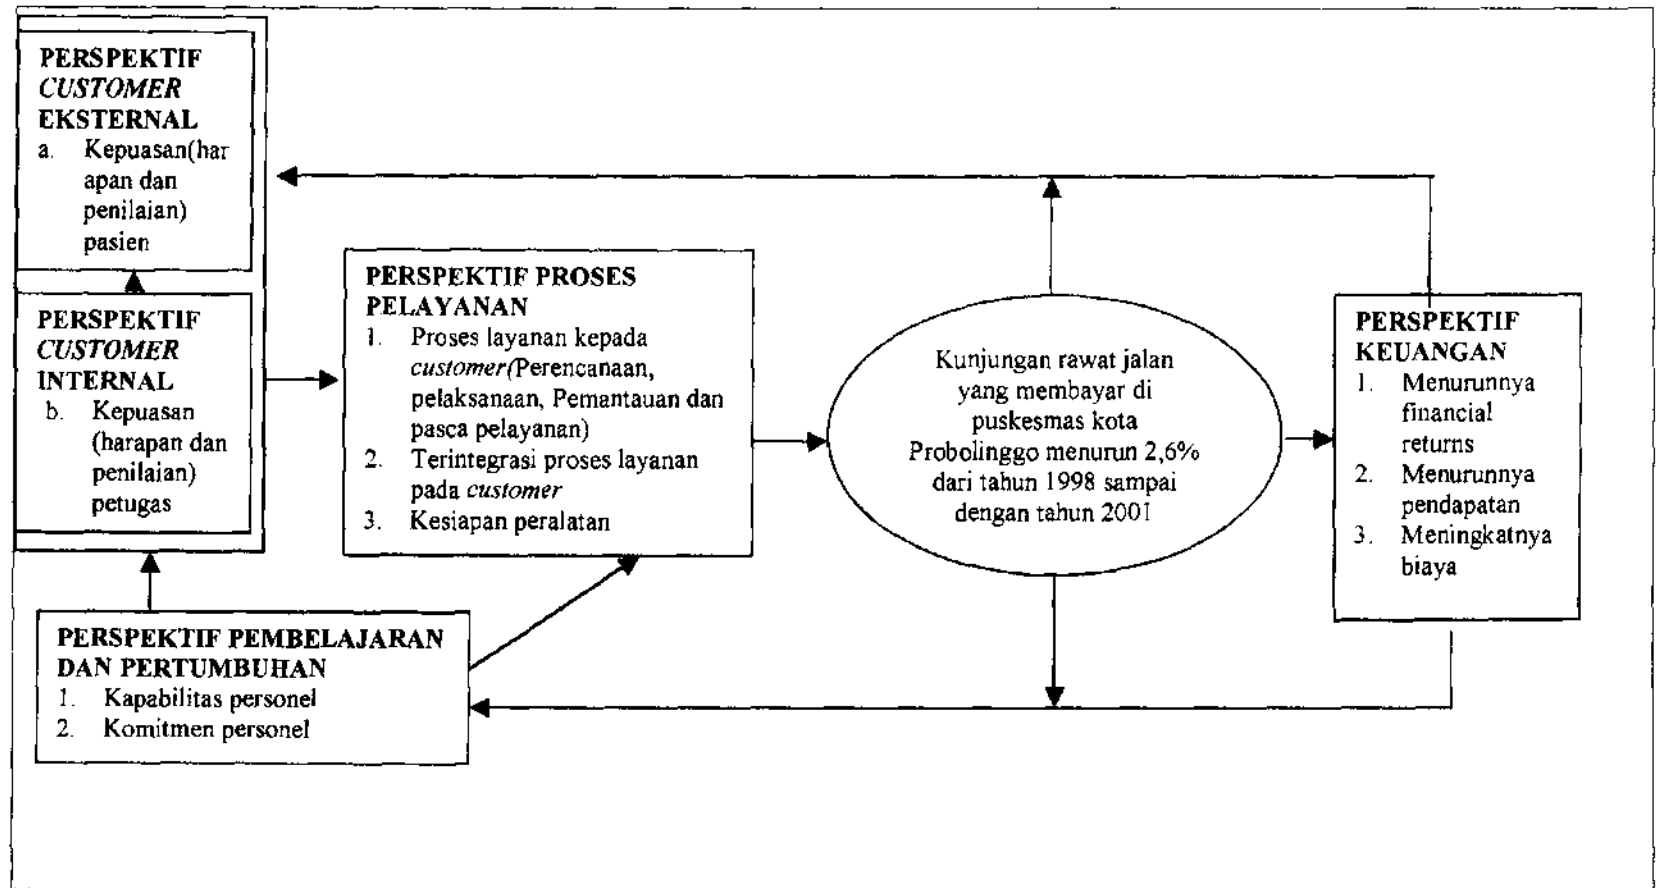 PERSPEKTIF
CUSTOMER
EKSTERNAL
a. Kepuasan(har
apan dan
penilaian)
pasien
PERSPEKTIF
CUSTOMER
INTERNAL
b. Kepuasan
(harapan dan
penilaian)
petugas
PERSPEKTIF PROSES
PELAYANAN
1. Proses layanan kepada
customer(Perencanaan,
pelaksanaan, Pemantauan dan
pasca pelayanan)
2. Terintegrasi proses layanan
pada customer
3. Kesiapan peralatan
Kunjungan rawat jalan
yang membayar di
puskesmas kota
Probolinggo menurun 2,6%
dari tahun 1998 sampai
dengan tahun 2001
PERSPEKTIF
KEUANGAN
1. Menurunnya
financial
returns
2. Menurunnya
pendapatan
3. Meningkatnya
biaya
PERSPEKTIF PEMBELAJARAN
DAN PERTUMBUHAN
1. Kapabilitas personel
2. Komitmen personel